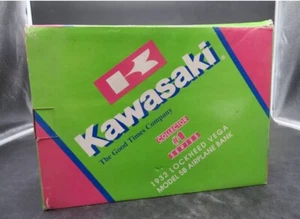 K
Kawasaki
The Good Times Company
1932 LOCKHEED VEGA
MODEL 5B AIRPLANE BANK